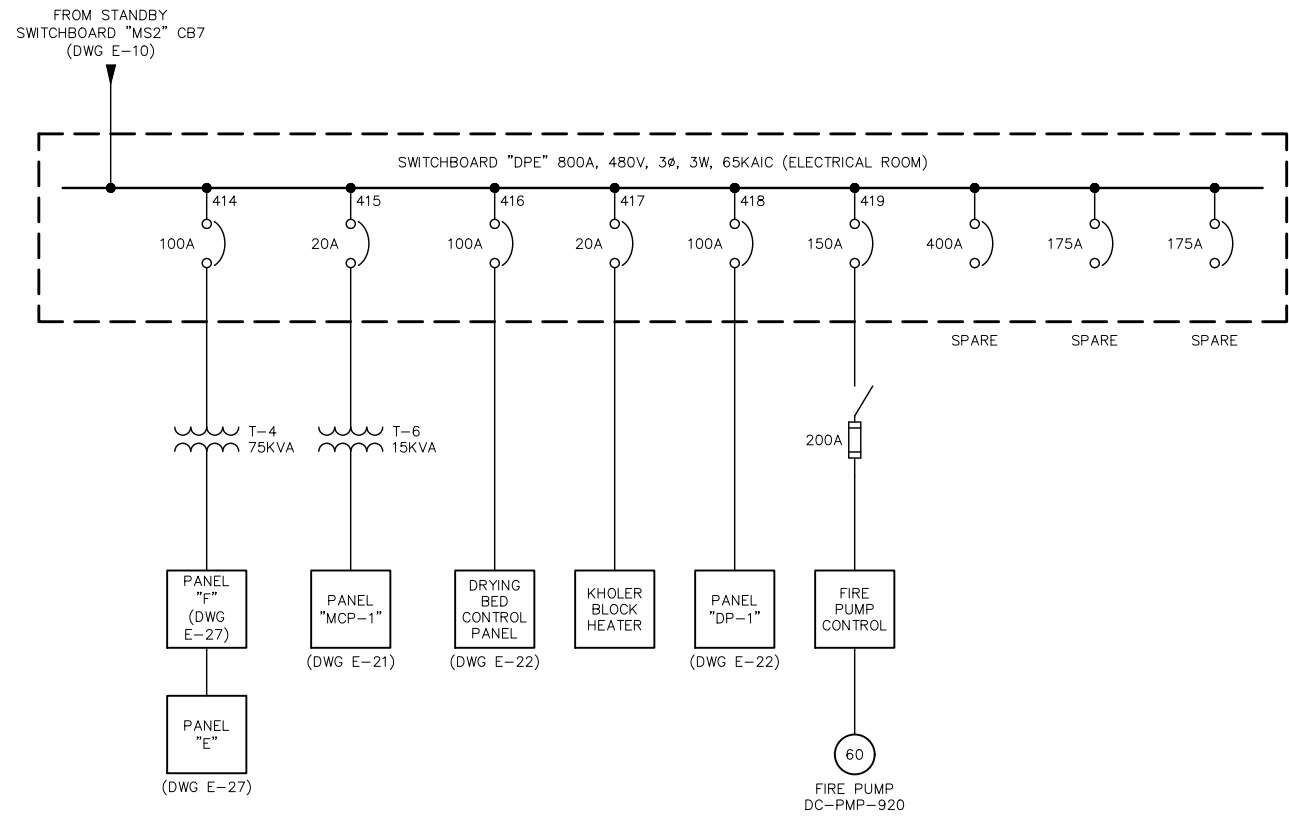 FROM STANDBY
SWITCHBOARD "MS2" CB7
(DWG E-10)
SWITCHBOARD "DPE" 800A, 480V, 3ø, 3W, 65KAIC (ELECTRICAL ROOM)
414
415
416
417
418
419
100A
20A
100A
20A
100A
150A
400A
175A
175A
SPARE
SPARE
SPARE
T-4
75KVA
T-6
15KVA
200A
PANEL
"F"
(DWG
E-27)
PANEL
"MCP-1"
(DWG E-21)
DRYING
BED
CONTROL
PANEL
(DWG E-22)
KHOLER
BLOCK
HEATER
PANEL
"DP-1"
(DWG E-22)
FIRE
PUMP
CONTROL
PANEL
"E"
(DWG E-27)
60
FIRE PUMP
DC-PMP-920